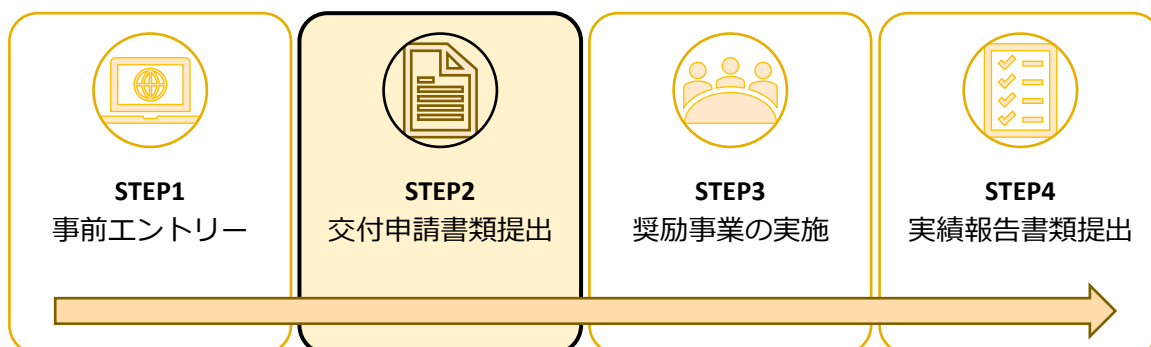 STEP1
事前エントリー
STEP2
交付申請書類提出
STEP3
奨励事業の実施
STEP4
実績報告書類提出